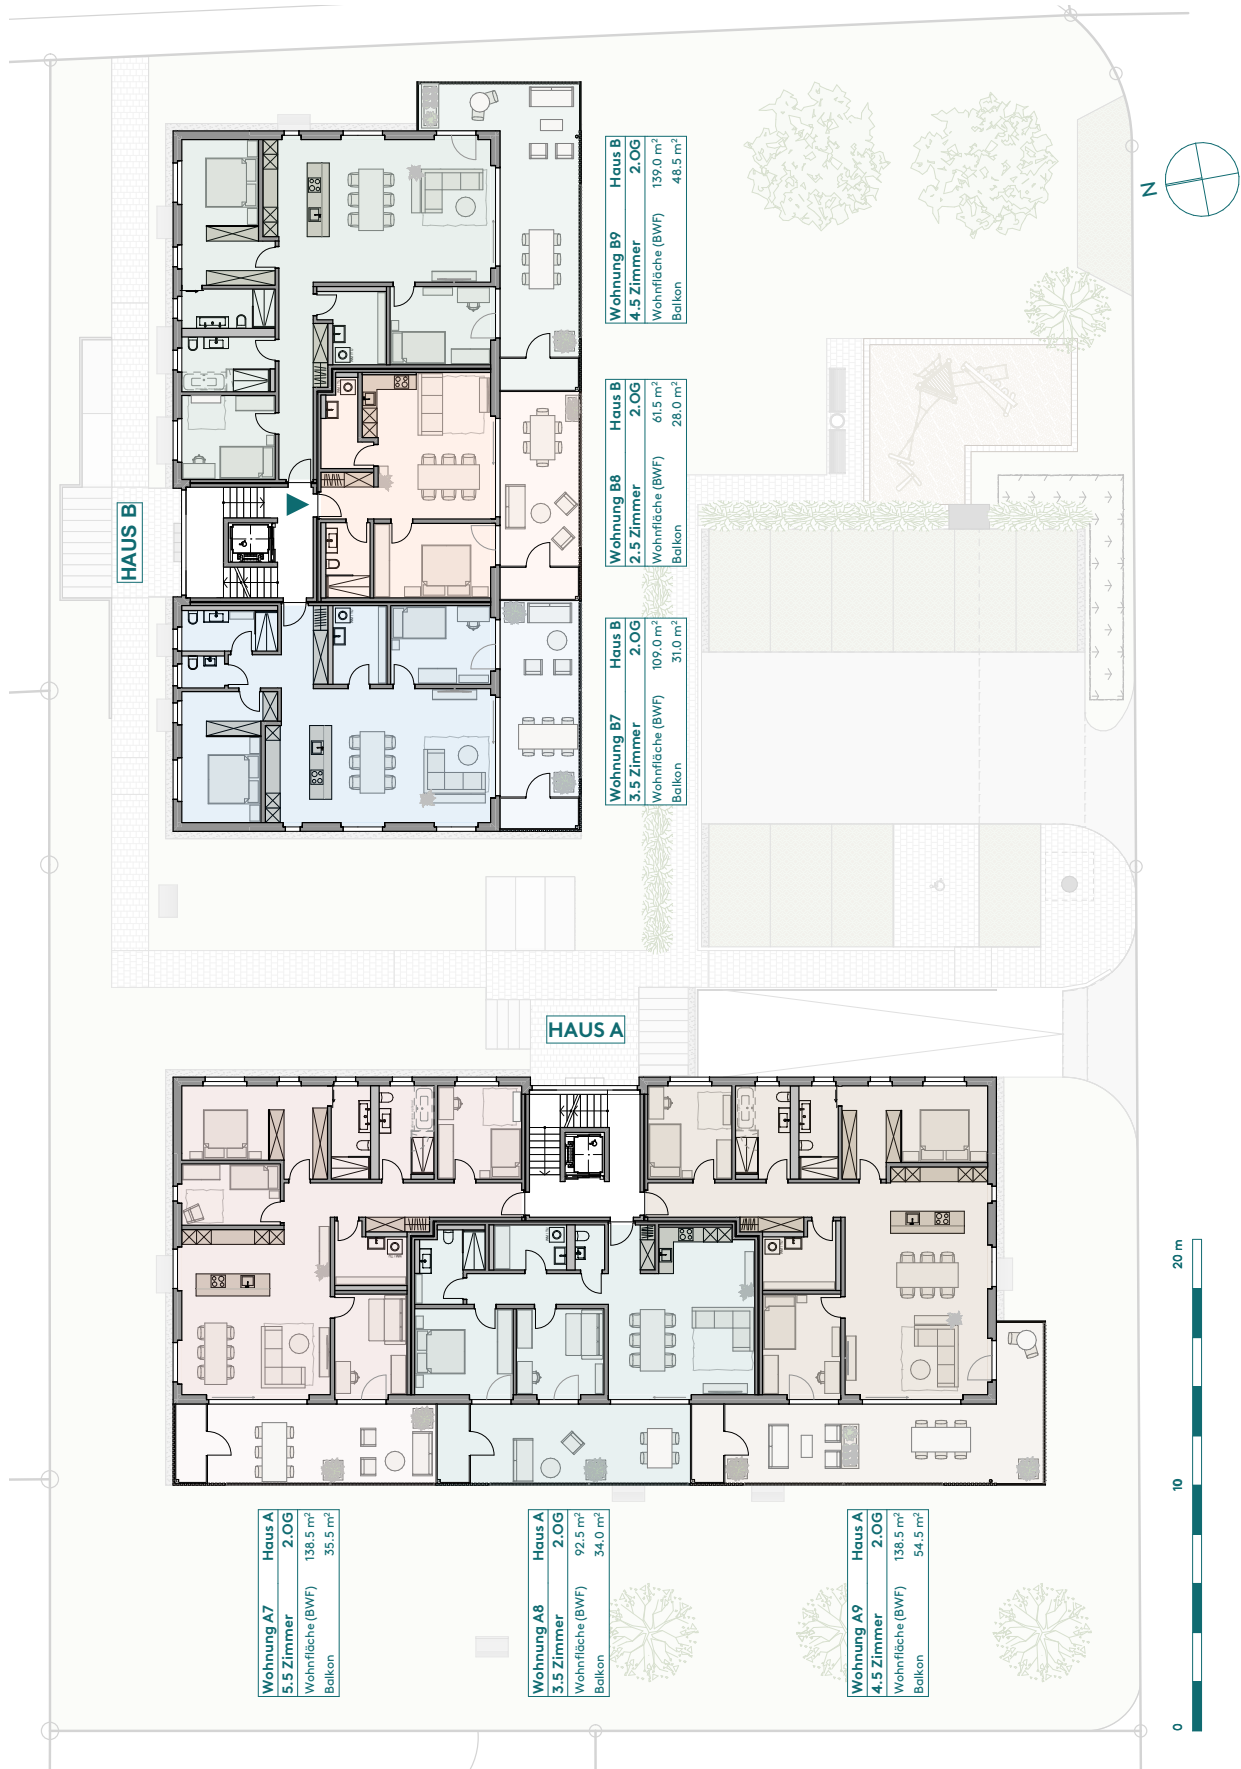 N
Wohnung B9 Haus B
4.5 Zimmer 2.OG
Wohnfläche (BWF) 139.0 m²
Balkon 48.5 m²
Wohnung B8 Haus B
2.5 Zimmer 2.OG
Wohnfläche (BWF) 61.5 m²
Balkon 28.0 m²
HAUS B
Wohnung B7 Haus B
3.5 Zimmer 2.OG
Wohnfläche (BWF) 109.0 m²
Balkon 31.0 m²
HAUS A
Wohnung A7 Haus A
5.5 Zimmer 2.OG
Wohnfläche (BWF) 138.5 m²
Balkon 35.5 m²
Wohnung A8 Haus A
3.5 Zimmer 2.OG
Wohnfläche (BWF) 92.5 m²
Balkon 34.0 m²
Wohnung A9 Haus A
4.5 Zimmer 2.OG
Wohnfläche (BWF) 138.5 m²
Balkon 54.5 m²
0 10 20 m